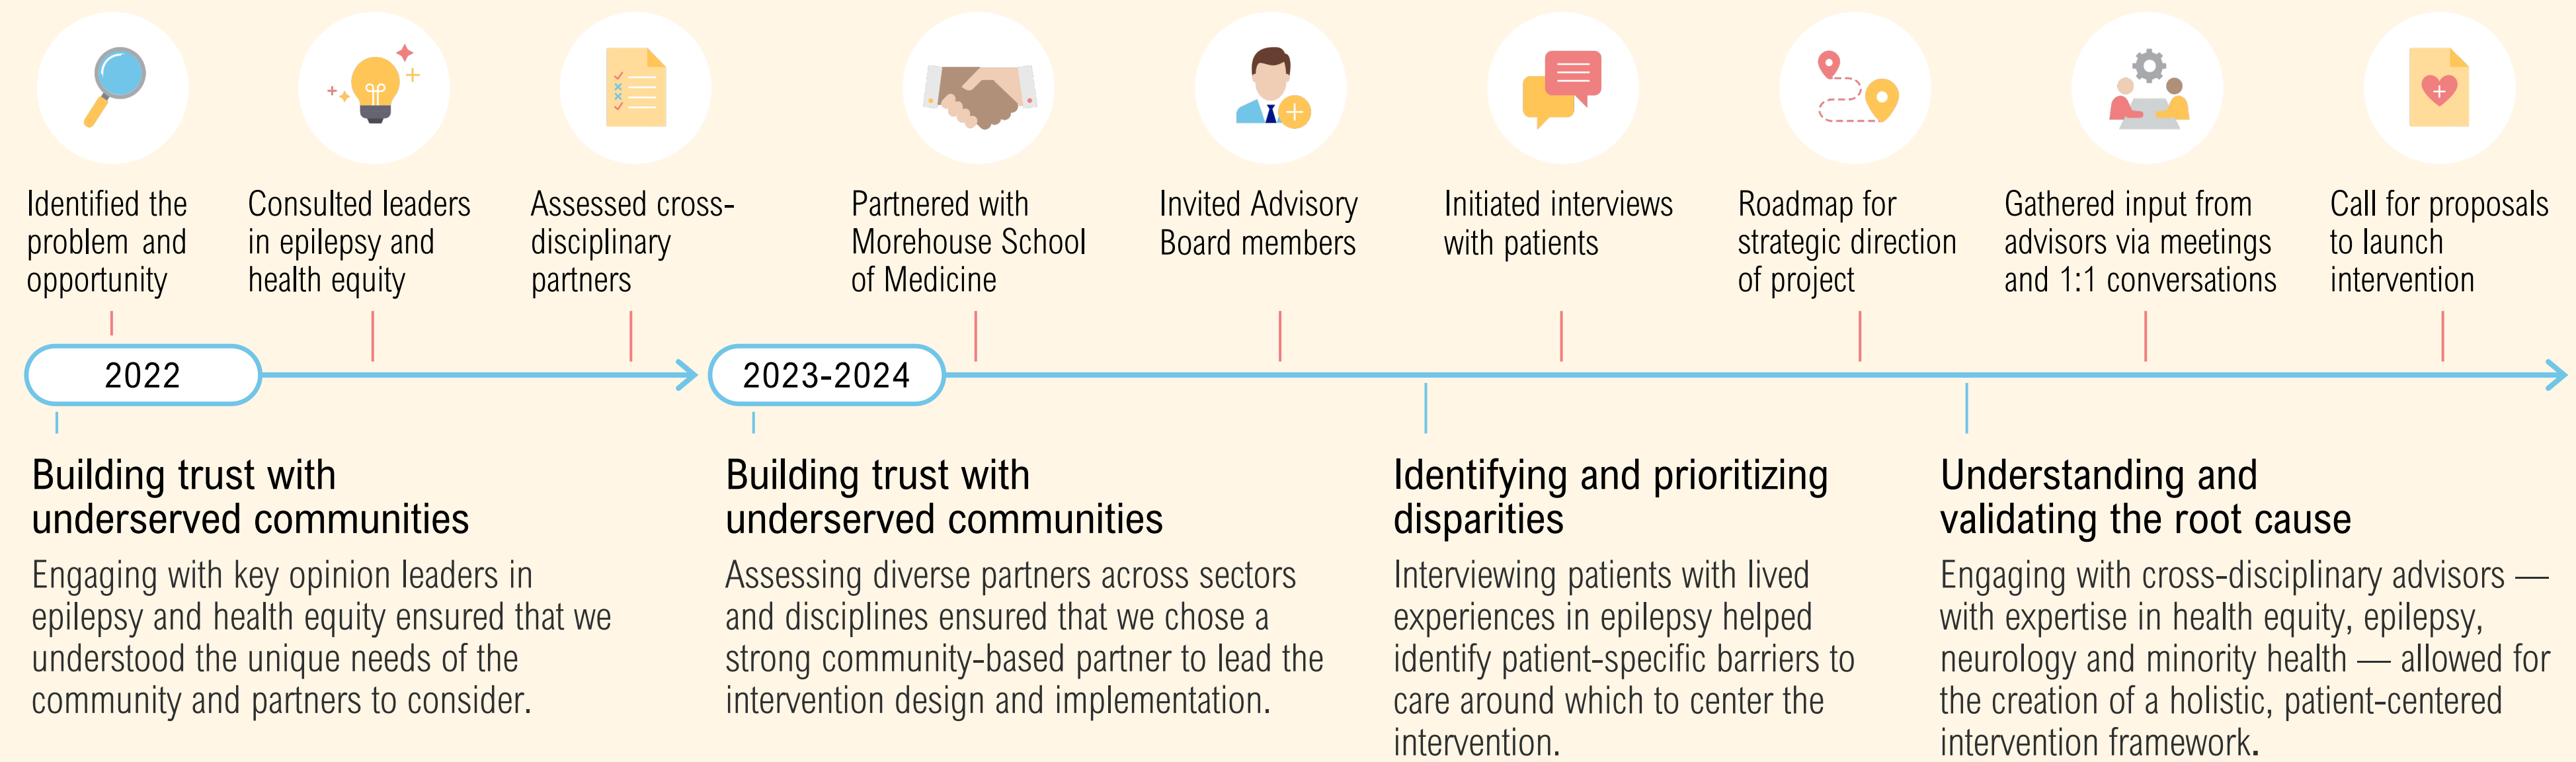 Identified the
problem and
opportunity
Consulted leaders
in epilepsy and
health equity
Assessed cross-
disciplinary
partners
Partnered with
Morehouse School
of Medicine
Invited Advisory
Board members
Initiated interviews
with patients
Roadmap for
strategic direction
of project
Gathered input from
advisors via meetings
and 1:1 conversations
Call for proposals
to launch
intervention
2022
2023-2024
Building trust with
underserved communities
Engaging with key opinion leaders in
epilepsy and health equity ensured that we
understood the unique needs of the
community and partners to consider.
Building trust with
underserved communities
Assessing diverse partners across sectors
and disciplines ensured that we chose a
strong community-based partner to lead the
intervention design and implementation.
Identifying and prioritizing
disparities
Interviewing patients with lived
experiences in epilepsy helped
identify patient-specific barriers to
care around which to center the
intervention.
Understanding and
validating the root cause
Engaging with cross-disciplinary advisors —
with expertise in health equity, epilepsy,
neurology and minority health — allowed for
the creation of a holistic, patient-centered
intervention framework.